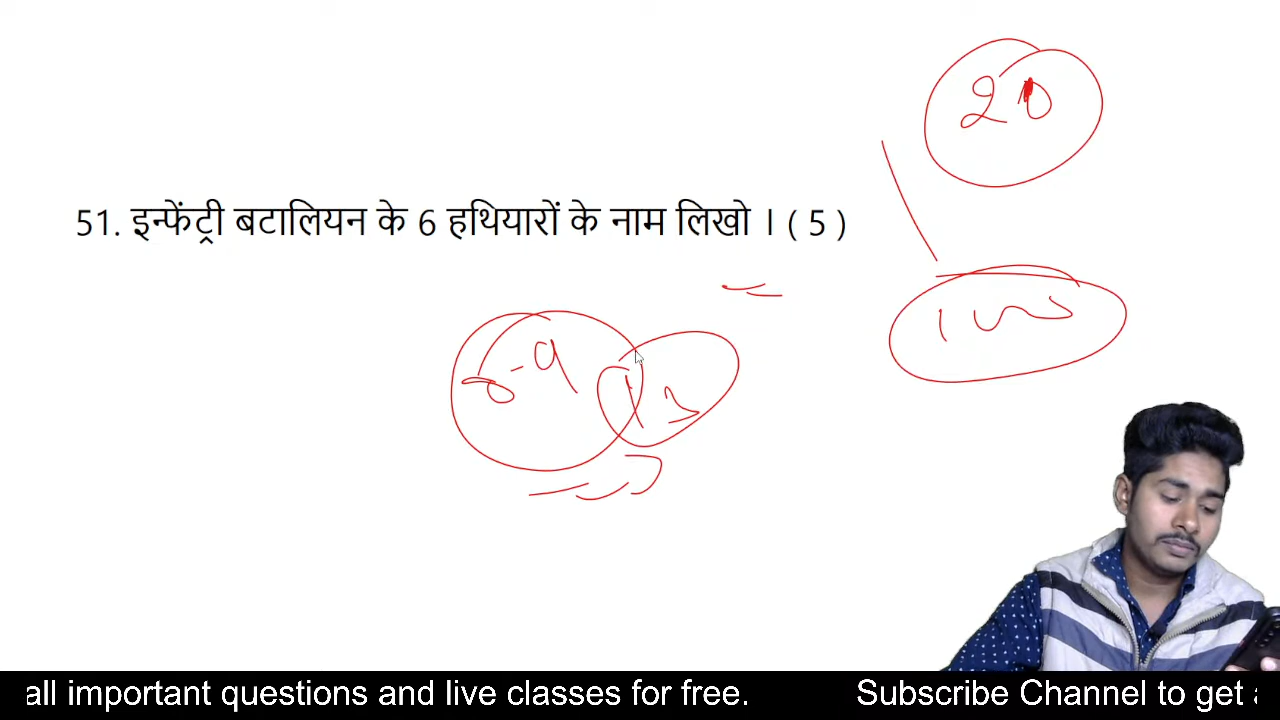 20
51. इन्फेंट्री बटालियन के 6 हथियारों के नाम लिखो । ( 5 )
all important questions and live classes for free. Subscribe Channel to get a